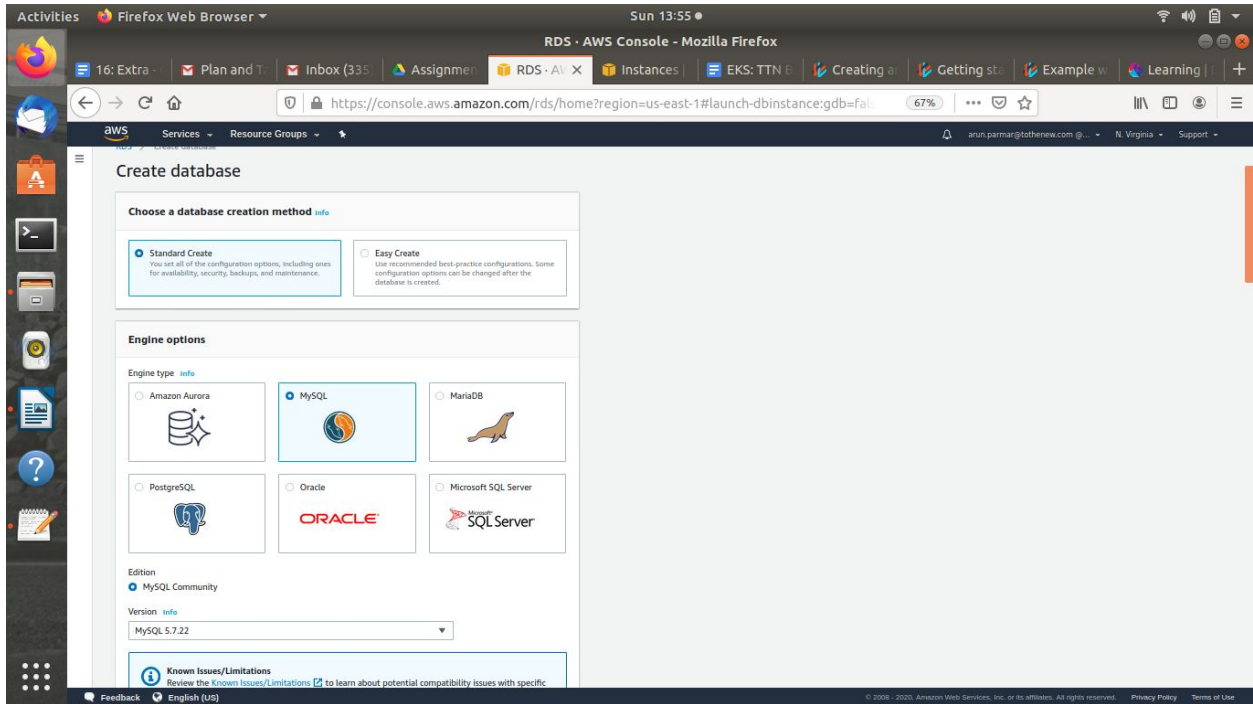 Activities
Firefox Web Browser
Sun 13:55
RDS · AWS Console - Mozilla Firefox
16: Extra -
Plan and T
Inbox (335
Assignmen
RDS · AW
Instances |
EKS: TTN B
Creating a
Getting sta
Example w
Learning |
https://console.aws.amazon.com/rds/home?region=us-east-1#launch-dbinstance:gdb=fal
67%
aws
Services
Resource Groups
arun.parmar@tothenew.com @...
N. Virginia
Support
RDS > Create database
Create database
Choose a database creation method Info
Standard Create
You set all of the configuration options, including ones
for availability, security, backups, and maintenance.
Easy Create
Use recommended best-practice configurations. Some
configuration options can be changed after the
database is created.
Engine options
Engine type Info
Amazon Aurora
MySQL
MariaDB
PostgreSQL
Oracle
ORACLE
Microsoft SQL Server
Microsoft
SQL Server
Edition
MySQL Community
Version Info
MySQL 5.7.22
Known Issues/Limitations
Review the Known Issues/Limitations to learn about potential compatibility issues with specific
Feedback
English (US)
© 2008 - 2020, Amazon Web Services, Inc. or its affiliates. All rights reserved.
Privacy Policy
Terms of Use